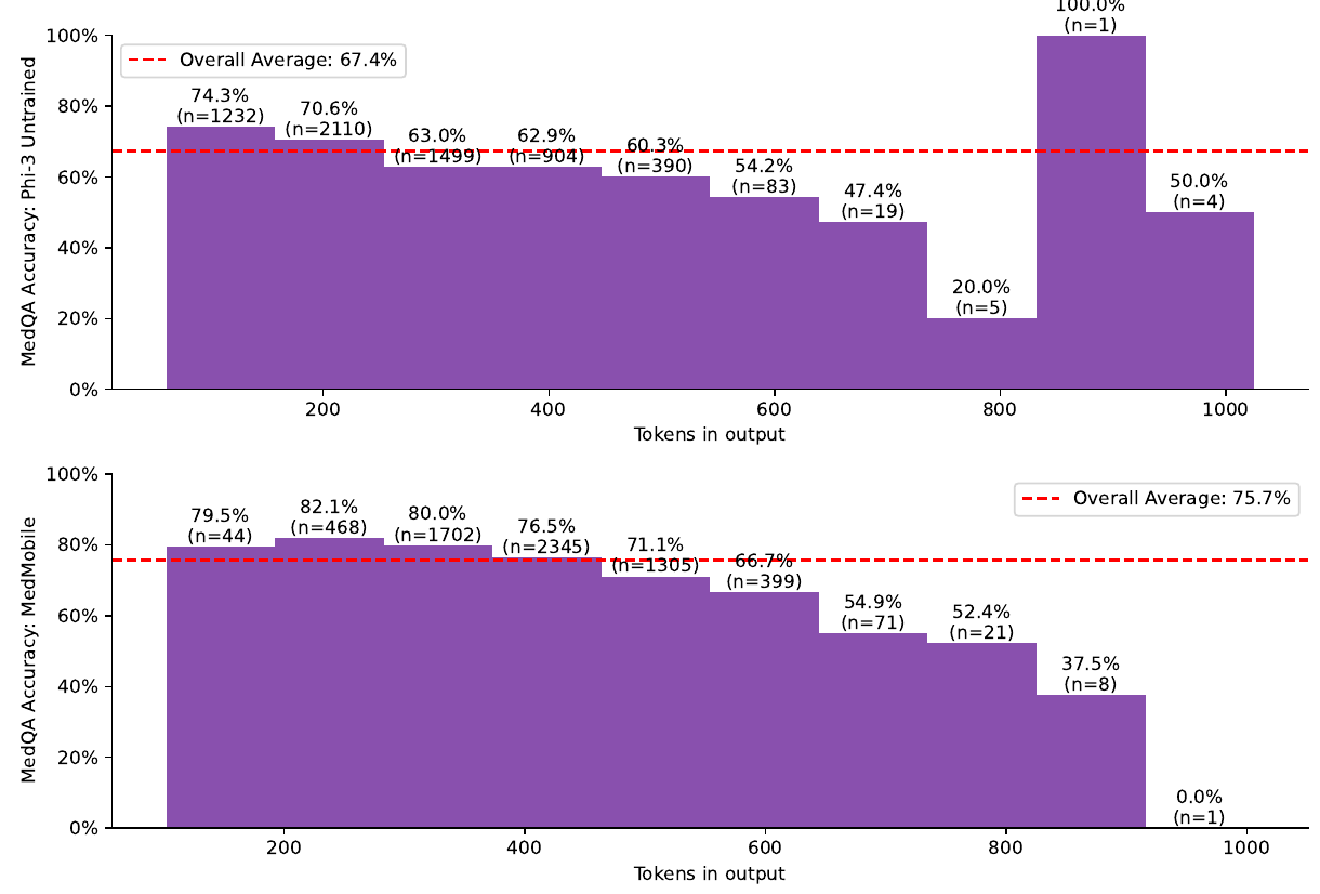 100.0%
(n=1)
100%
Overall Average: 67.4%
74.3%
(n=1232)
70.6%
(n=2110)
63.0%
(n=1499)
62.9%
(n=904)
60.3%
(n=390)
54.2%
(n=83)
47.4%
(n=19)
20.0%
(n=5)
50.0%
(n=4)
80%
60%
40%
20%
0%
MedQA Accuracy: Phi-3 Untrained
200 400 600 800 1000
Tokens in output
100%
Overall Average: 75.7%
79.5%
(n=44)
82.1%
(n=468)
80.0%
(n=1702)
76.5%
(n=2345)
71.1%
(n=1305)
66.7%
(n=399)
54.9%
(n=71)
52.4%
(n=21)
37.5%
(n=8)
0.0%
(n=1)
80%
60%
40%
20%
0%
MedQA Accuracy: MedMobile
200 400 600 800 1000
Tokens in output